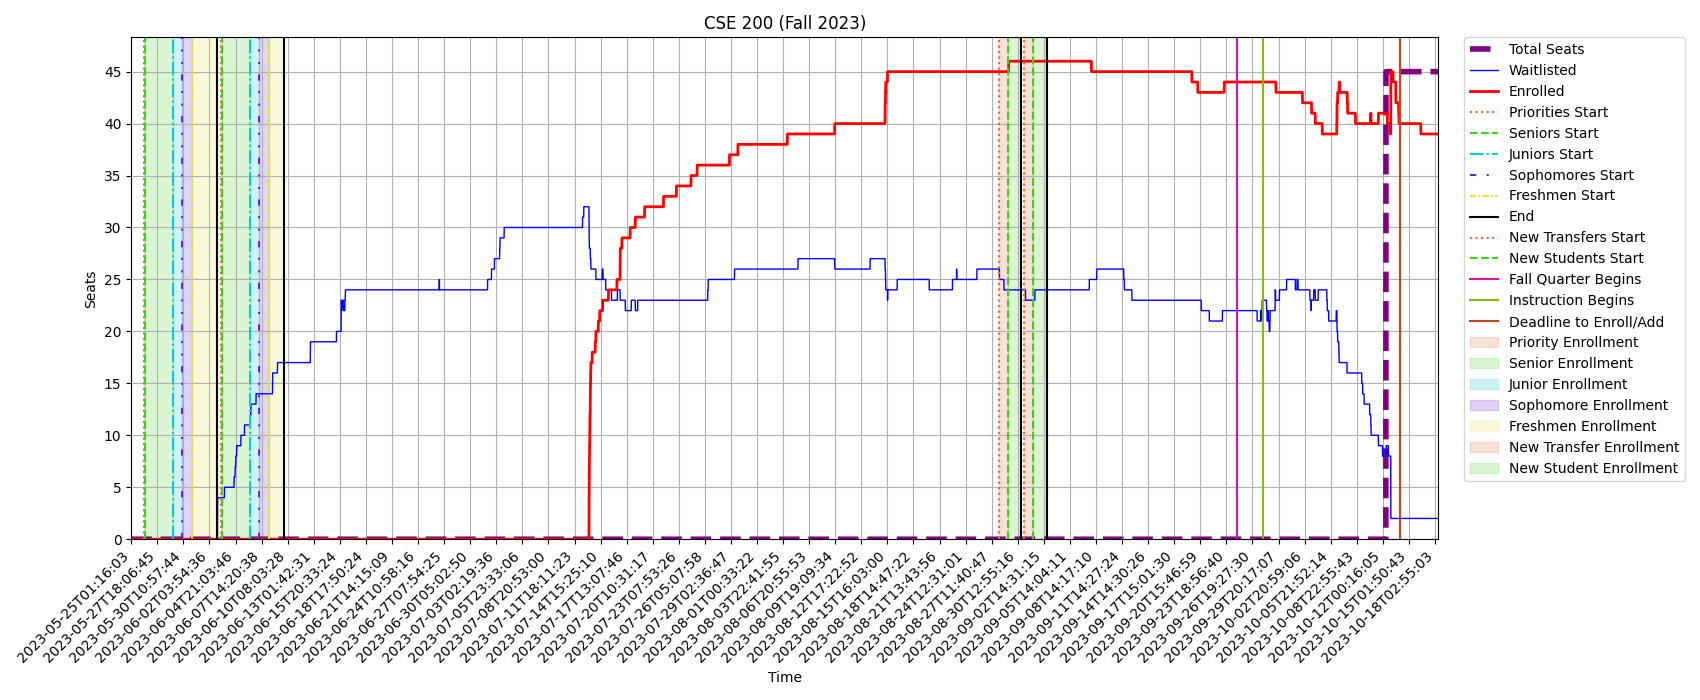 CSE 200 (Fall 2023)
Seats
45
40
35
30
25
20
15
10
5
0
2023-05-25T01:16:03
2023-05-27T18:06:45
2023-05-30T10:57:44
2023-06-02T03:54:36
2023-06-04T21:03:46
2023-06-07T14:20:38
2023-06-10T08:03:28
2023-06-13T01:42:31
2023-06-15T20:33:24
2023-06-18T17:50:24
2023-06-21T14:15:09
2023-06-24T10:58:16
2023-06-27T07:54:25
2023-06-30T05:02:50
2023-07-03T02:19:36
2023-07-05T23:33:06
2023-07-08T20:53:00
2023-07-11T18:11:23
2023-07-14T15:25:10
2023-07-17T13:07:46
2023-07-20T10:31:17
2023-07-23T07:53:26
2023-07-26T05:07:58
2023-07-29T02:36:47
2023-08-01T00:33:22
2023-08-03T22:41:55
2023-08-06T20:55:53
2023-08-09T19:09:34
2023-08-12T17:22:52
2023-08-15T16:03:00
2023-08-18T14:47:22
2023-08-21T13:43:56
2023-08-24T12:31:01
2023-08-27T11:40:47
2023-08-30T12:55:16
2023-09-02T14:31:15
2023-09-05T14:04:11
2023-09-08T14:17:10
2023-09-11T14:27:24
2023-09-14T14:30:26
2023-09-17T15:01:30
2023-09-20T15:46:59
2023-09-23T18:56:40
2023-09-26T19:27:30
2023-09-29T20:17:07
2023-10-02T20:59:06
2023-10-05T21:52:14
2023-10-08T22:55:43
2023-10-12T00:16:05
2023-10-15T01:50:43
2023-10-18T02:55:03
Time
Total Seats
Waitlisted
Enrolled
Priorities Start
Seniors Start
Juniors Start
Sophomores Start
Freshmen Start
End
New Transfers Start
New Students Start
Fall Quarter Begins
Instruction Begins
Deadline to Enroll/Add
Priority Enrollment
Senior Enrollment
Junior Enrollment
Sophomore Enrollment
Freshmen Enrollment
New Transfer Enrollment
New Student Enrollment